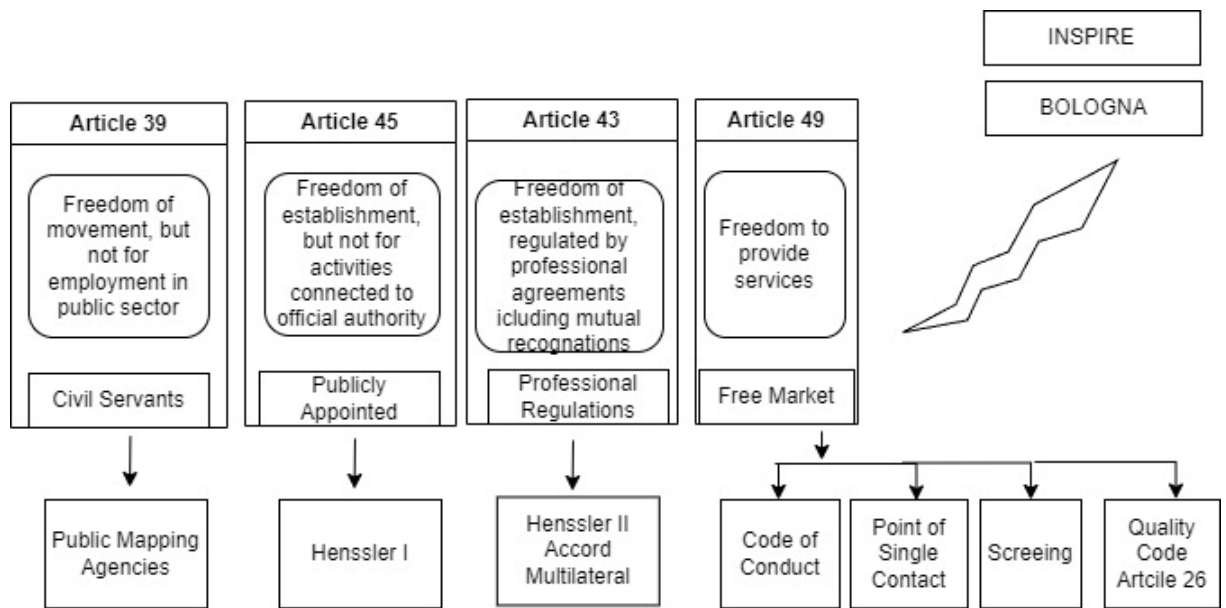 INSPIRE
BOLOGNA
Article 39
Freedom of
movement, but
not for
employment in
public sector
Civil Servants
Public Mapping
Agencies
Article 45
Freedom of
establishment,
but not for
activities
connected to
official authority
Publicly
Appointed
Henssler I
Article 43
Freedom of
establishment,
regulated by
professional
agreements
icluding mutual
recognations
Professional
Regulations
Henssler II
Accord
Multilateral
Article 49
Freedom to
provide
services
Free Market
Code of
Conduct
Point of
Single
Contact
Screeing
Quality
Code
Artcile 26